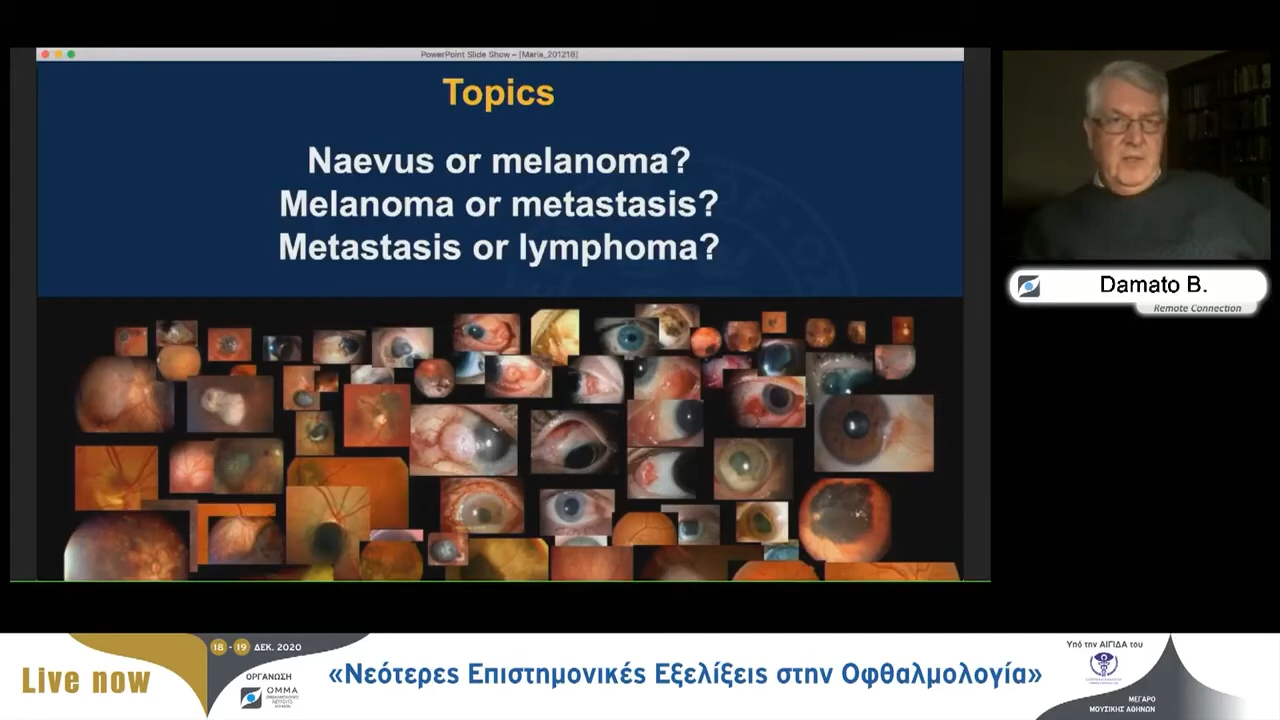 PowerPoint Slide Show – [Maria_201218]
Topics
Naevus or melanoma?
Melanoma or metastasis?
Metastasis or lymphoma?
Damato B.
Remote Connection
Live now
18 - 19 ΔΕΚ. 2020
ΟΡΓΑΝΩΣΗ
ΟΜΜΑ
«Νεότερες Επιστημονικές Εξελίξεις στην Οφθαλμολογία»
Υπό την ΑΙΓΙΔΑ του
ΜΕΓΑΡΟ
ΜΟΥΣΙΚΗΣ ΑΘΗΝΩΝ